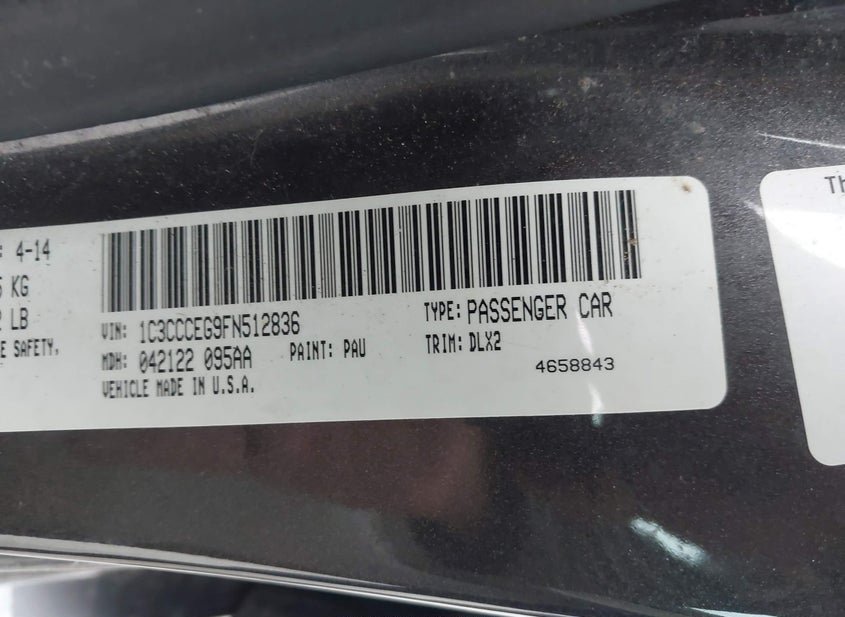 : 4-14
KG
LB
E SAFETY,
VIN: 1C3CCCEG9FN512836
TYPE: PASSENGER CAR
MDH: 042122 095AA
PAINT: PAU
TRIM: DLX2
VEHICLE MADE IN U.S.A.
4658843
Th